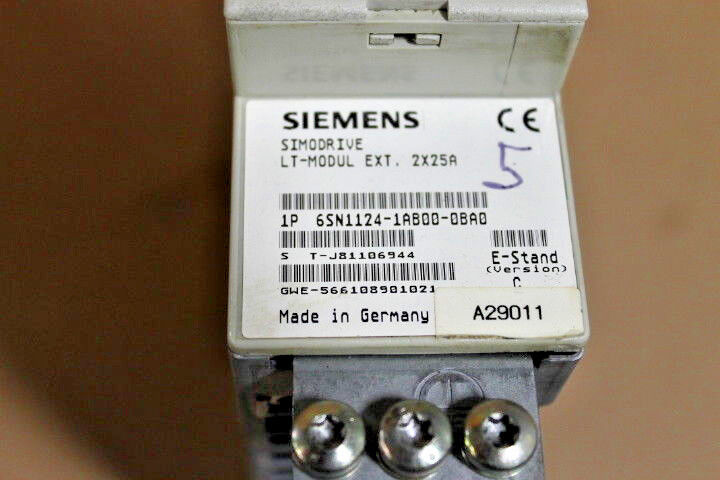 SIEMENS CE
SIMODRIVE
LT-MODUL EXT. 2X25A
5
1P 6SN1124-1AB00-0BA0
S T-J81106944
E-Stand
(Version)
C
GWE-566108901021
Made in Germany
A29011